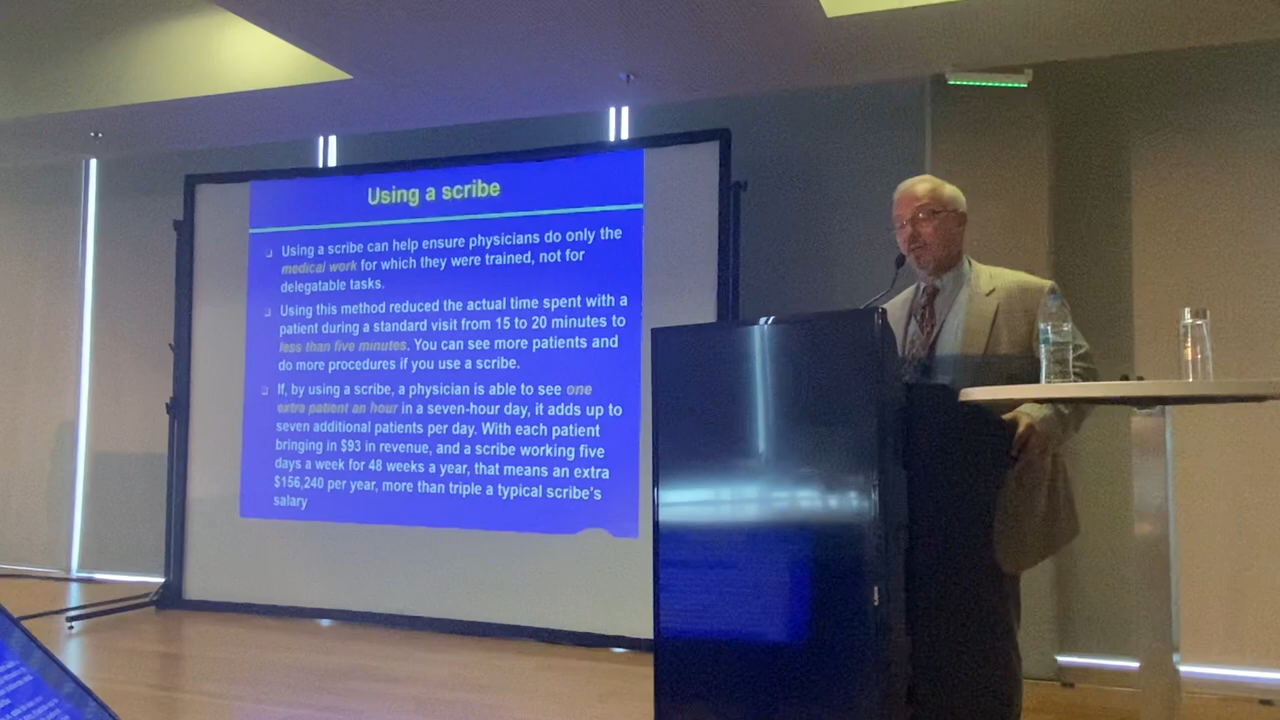 Using a scribe
Using a scribe can help ensure physicians do only the
medical work for which they were trained, not for
delegatable tasks.
Using this method reduced the actual time spent with a
patient during a standard visit from 15 to 20 minutes to
less than five minutes. You can see more patients and
do more procedures if you use a scribe.
If, by using a scribe, a physician is able to see one
extra patient an hour in a seven-hour day, it adds up to
seven additional patients per day. With each patient
bringing in $93 in revenue, and a scribe working five
days a week for 48 weeks a year, that means an extra
$156,240 per year, more than triple a typical scribe's
salary